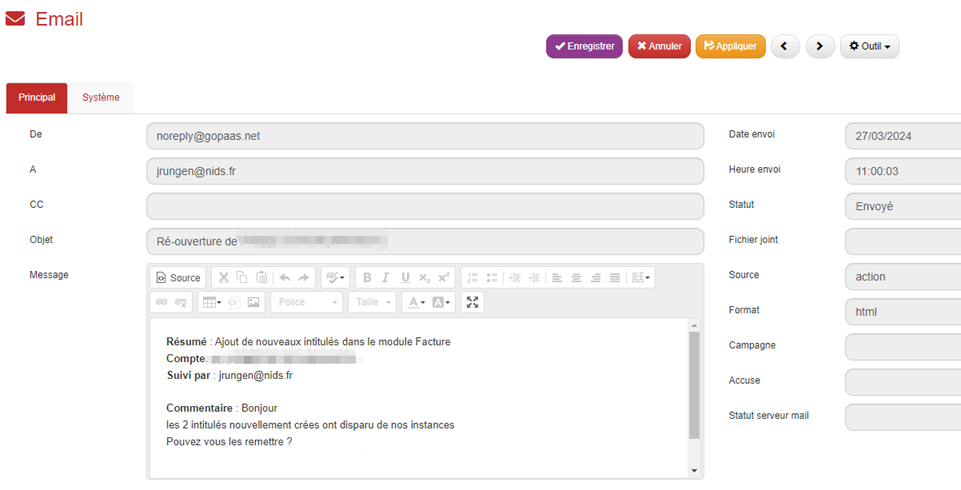 Email
Enregistrer Annuler Appliquer Outil
Principal Système
De noreply@gopaas.net
A jrungen@nids.fr
CC
Objet Ré-ouverture de
Message
Source
B I U x₂ x²
Police Taille A A
Résumé : Ajout de nouveaux intitulés dans le module Facture
Compte
Suivi par : jrungen@nids.fr
Commentaire : Bonjour
les 2 intitulés nouvellement crées ont disparu de nos instances
Pouvez vous les remettre ?
Date envoi 27/03/2024
Heure envoi 11:00:03
Statut Envoyé
Fichier joint
Source action
Format html
Campagne
Accuse
Statut serveur mail